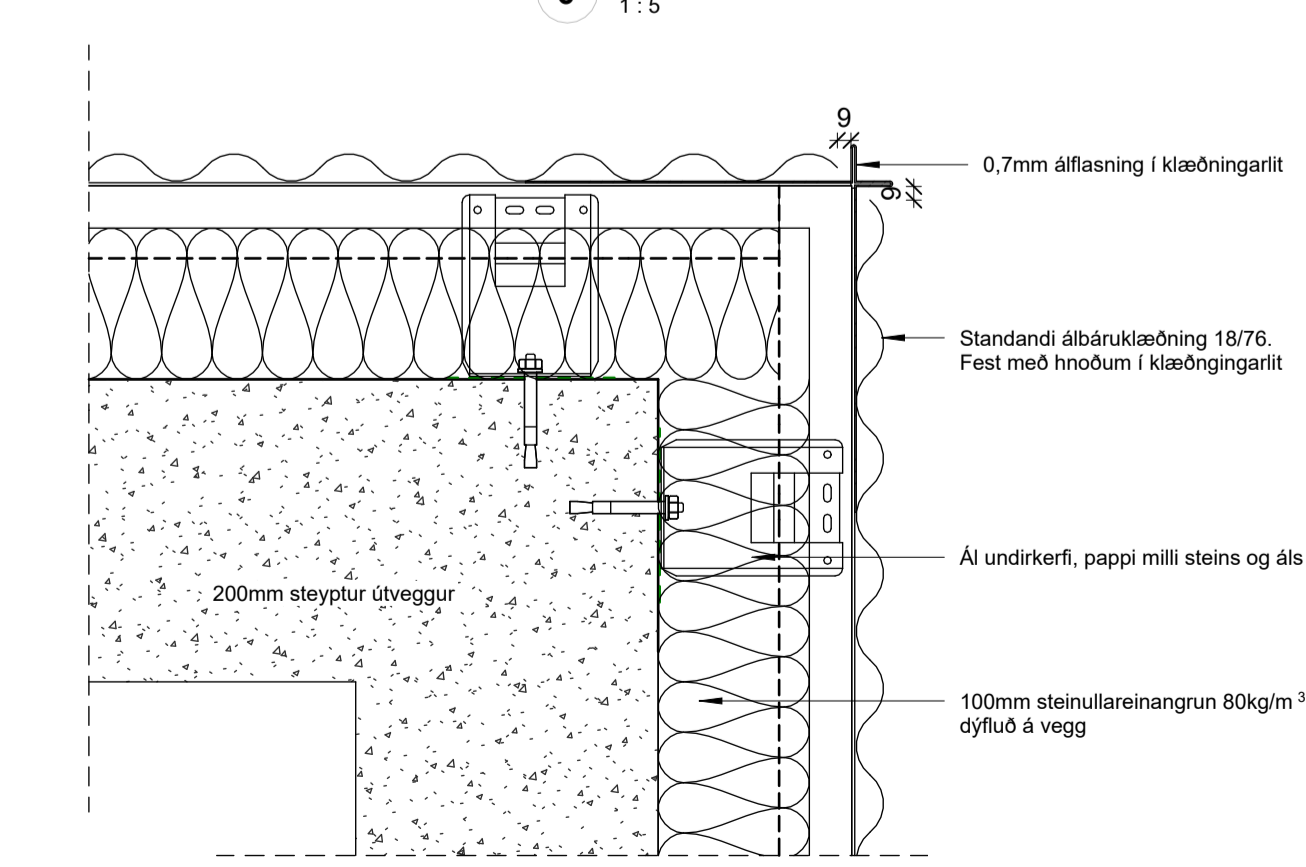 1 : 5
9
0,7mm álflasning í klæðningarlit
9
Standandi álbáruklæðning 18/76.
Fest með hnoðum í klæðngingarlit
Ál undirkerfi, pappi milli steins og áls
200mm steyptur útveggur
100mm steinullareinangrun 80kg/m ³
dýfluð á vegg